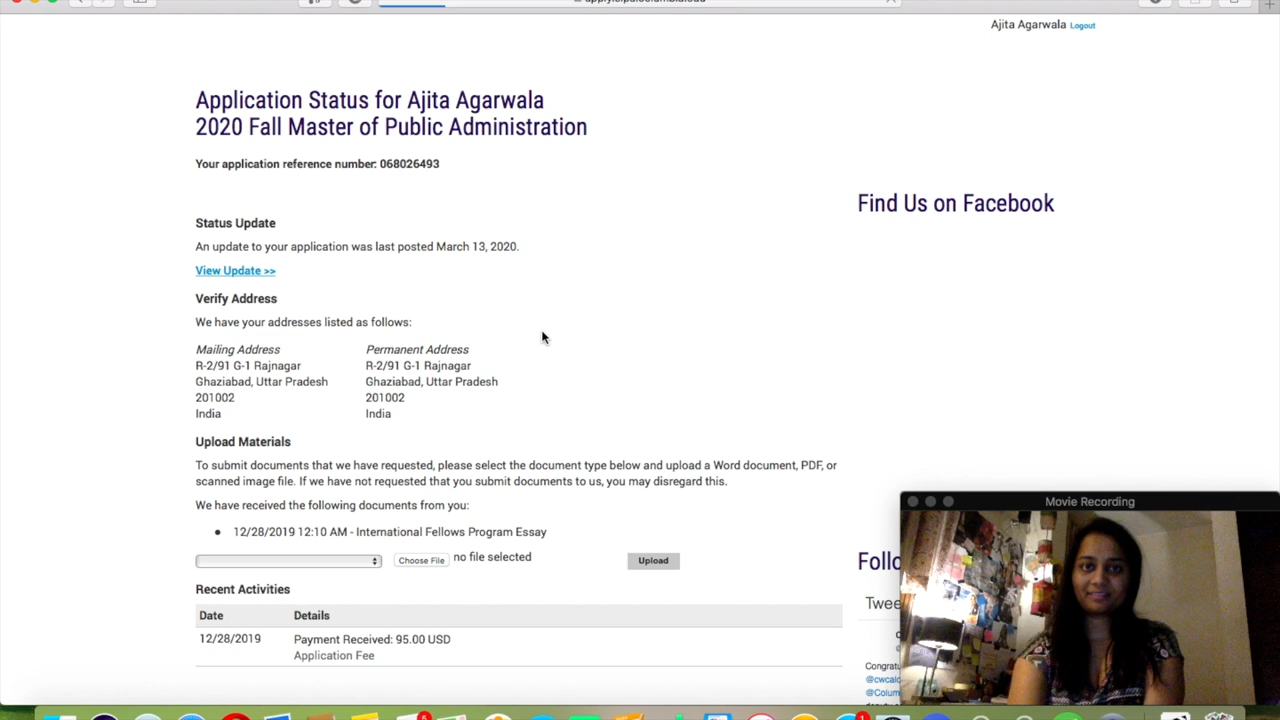 Ajita Agarwala Logout
Application Status for Ajita Agarwala
2020 Fall Master of Public Administration
Your application reference number: 068026493
Find Us on Facebook
Status Update
An update to your application was last posted March 13, 2020.
View Update >>
Verify Address
We have your addresses listed as follows:
Mailing Address Permanent Address
R-2/91 G-1 Rajnagar R-2/91 G-1 Rajnagar
Ghaziabad, Uttar Pradesh Ghaziabad, Uttar Pradesh
201002 201002
India India
Upload Materials
To submit documents that we have requested, please select the document type below and upload a Word document, PDF, or
scanned image file. If we have not requested that you submit documents to us, you may disregard this.
We have received the following documents from you:
• 12/28/2019 12:10 AM - International Fellows Program Essay
Choose File no file selected Upload
Recent Activities
Date Details
12/28/2019 Payment Received: 95.00 USD
Application Fee
Movie Recording
Follo
Twee
Congratu
@cwcalc
@Colum